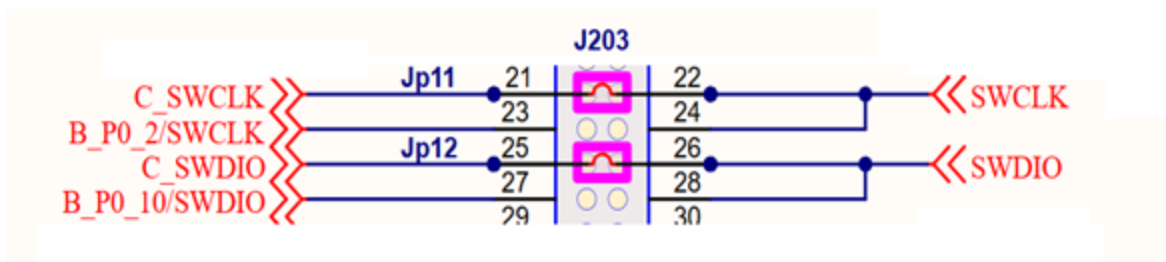 J203
Jp11 21 22
C_SWCLK SWCLK
23 24
B_P0_2/SWCLK
Jp12 25 26
C_SWDIO SWDIO
27 28
B_P0_10/SWDIO
29 30